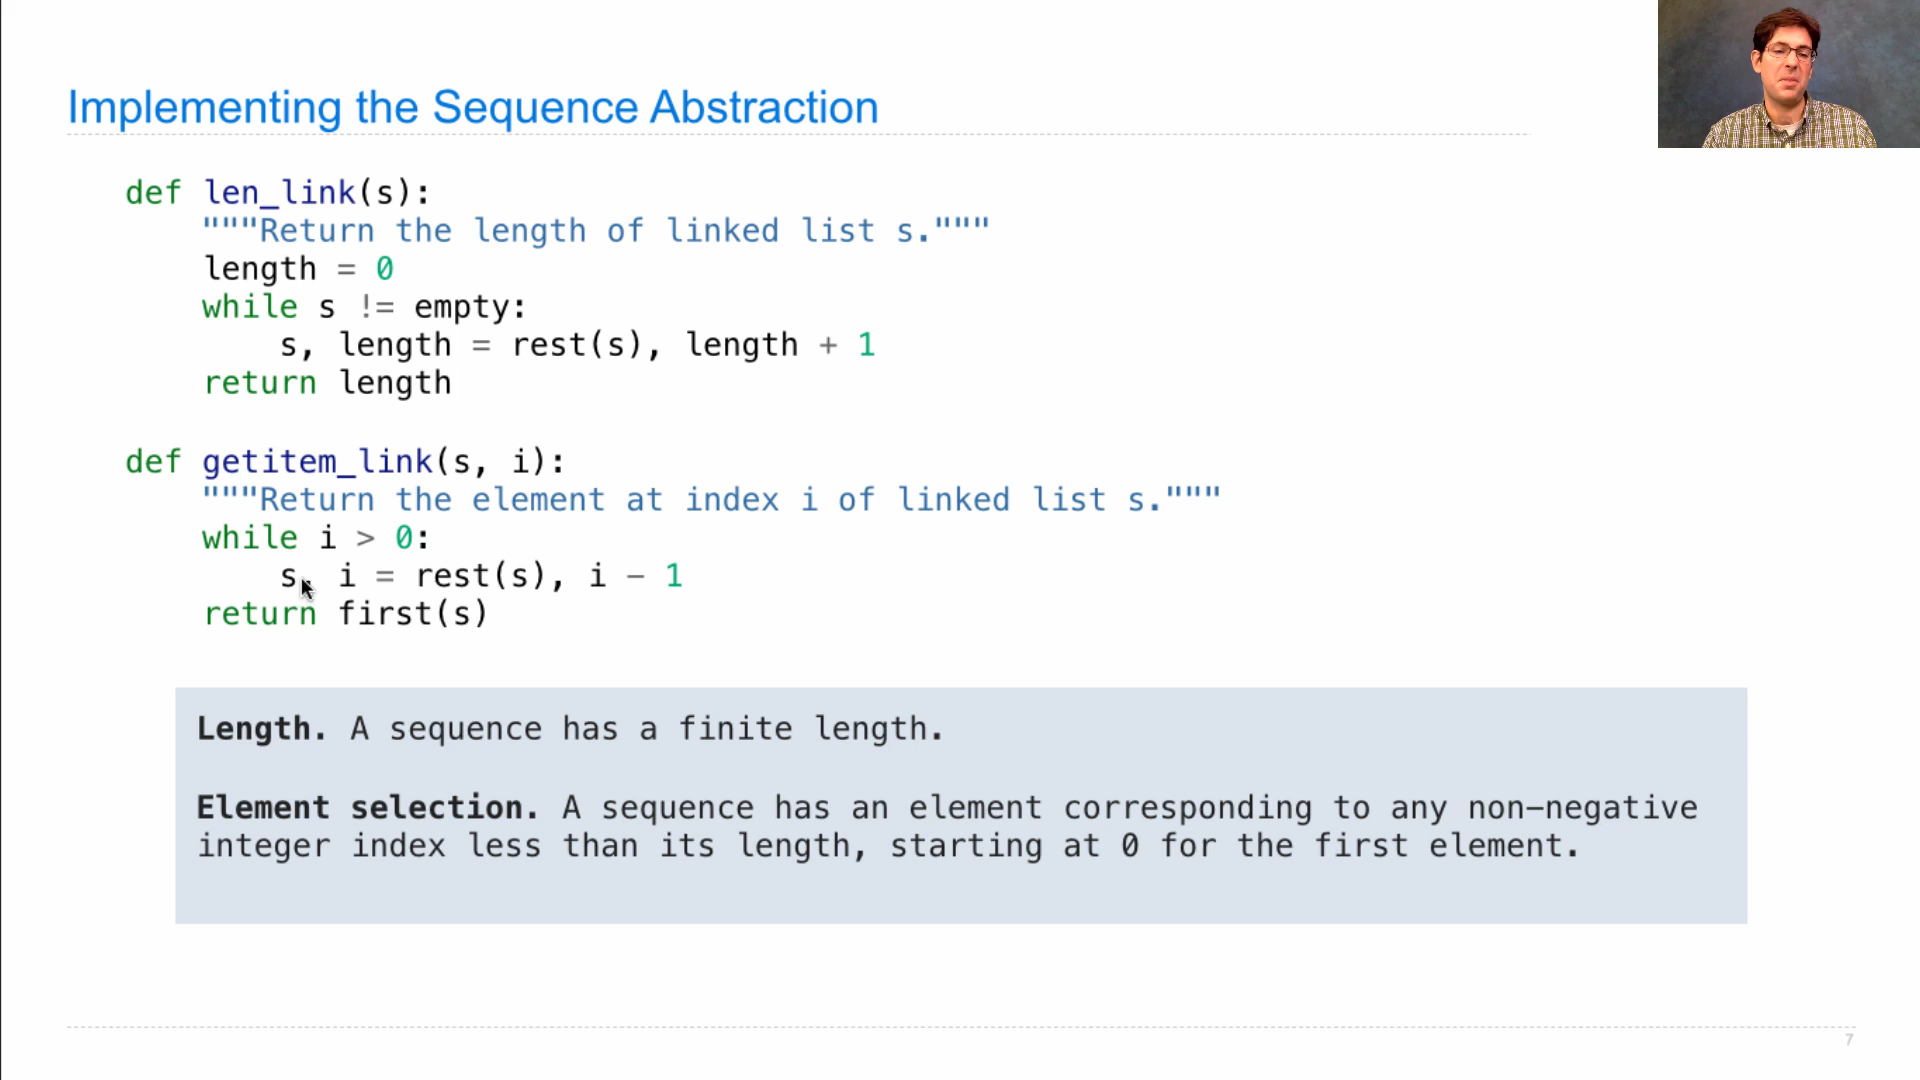 Implementing the Sequence Abstraction
def len_link(s):
    """Return the length of linked list s."""
    length = 0
    while s != empty:
        s, length = rest(s), length + 1
    return length
def getitem_link(s, i):
    """Return the element at index i of linked list s."""
    while i > 0:
        s, i = rest(s), i - 1
    return first(s)
Length. A sequence has a finite length.
Element selection. A sequence has an element corresponding to any non-negative
integer index less than its length, starting at 0 for the first element.
7